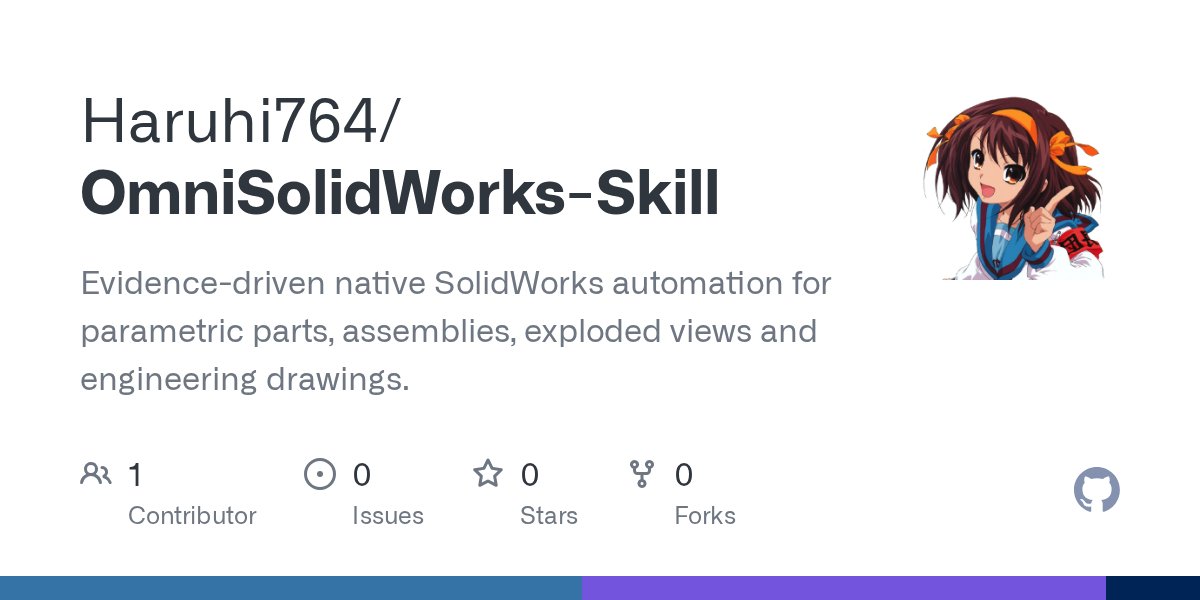 Haruhi764/
OmniSolidWorks-Skill
Evidence-driven native SolidWorks automation for
parametric parts, assemblies, exploded views and
engineering drawings.
1 0 0 0
Contributor Issues Stars Forks